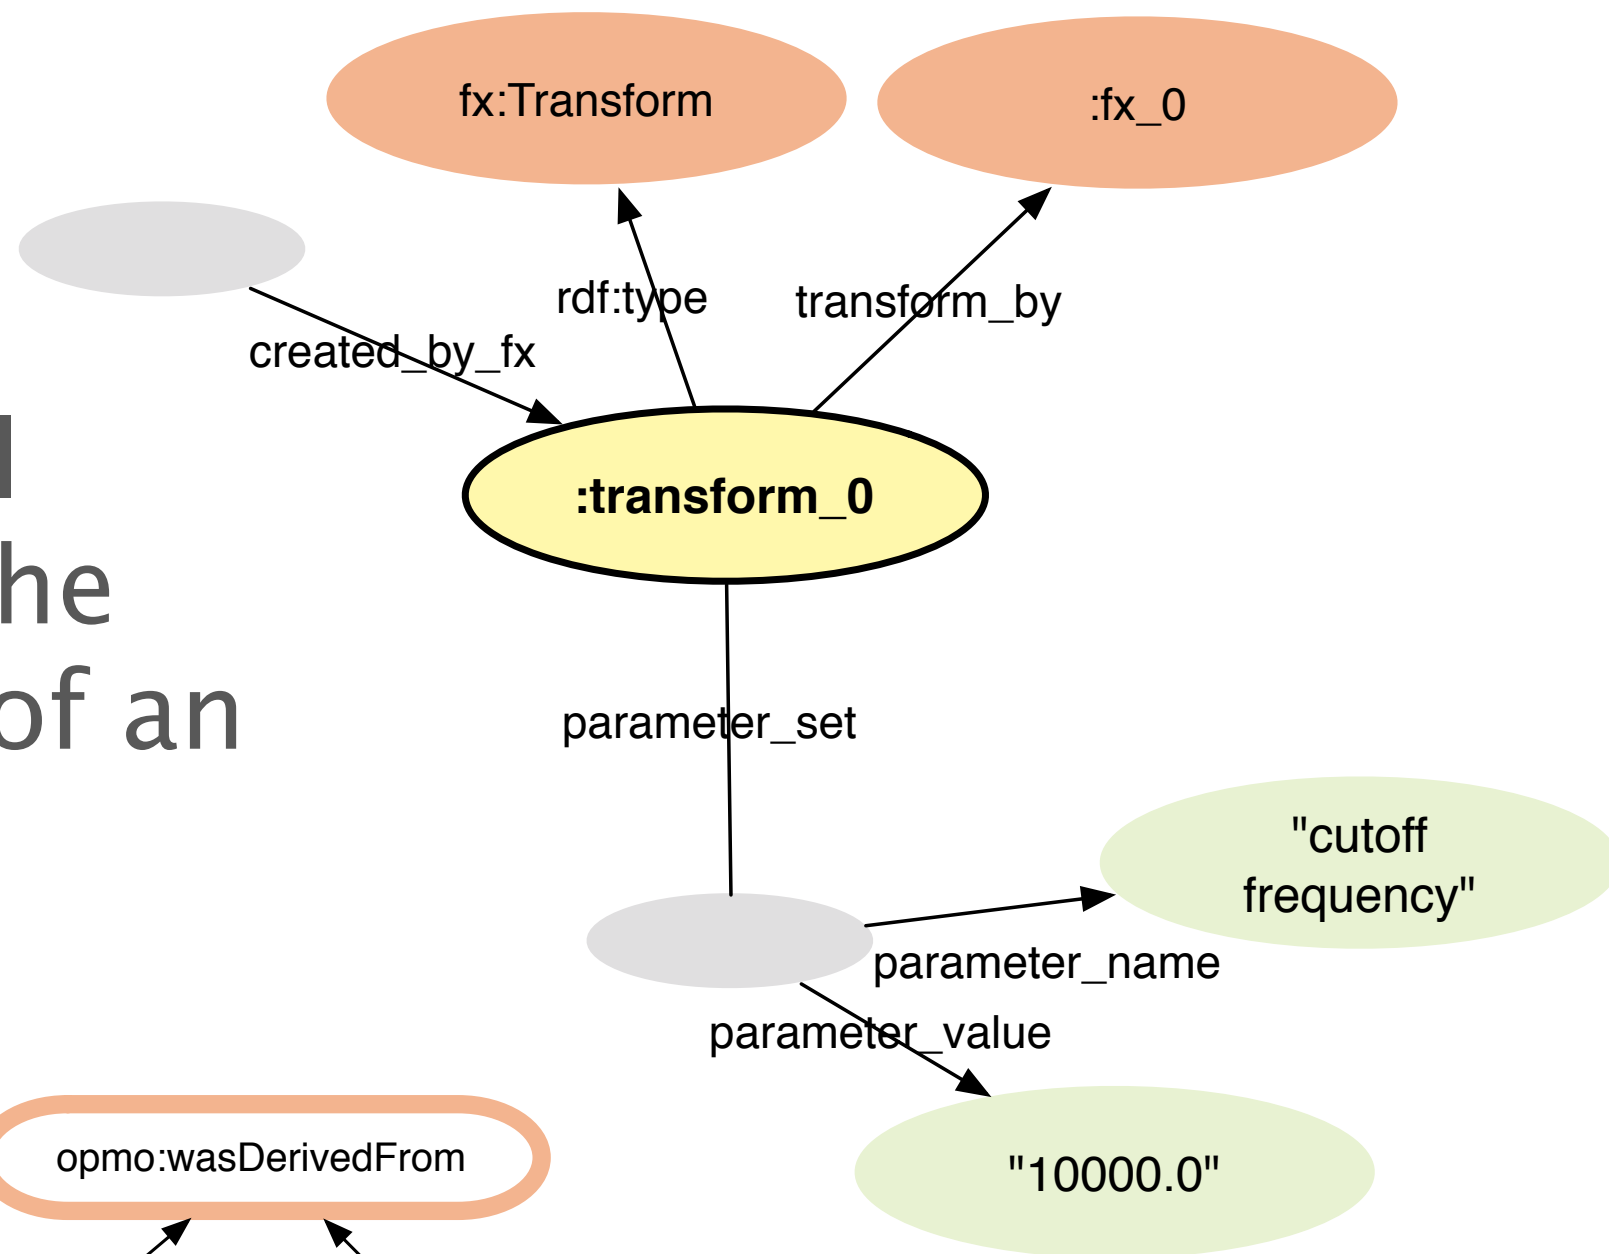 fx:Transform
:fx_0
rdf:type
transform_by
created_by_fx
:transform_0
he
of an
parameter_set
"cutoff
frequency"
parameter_name
parameter_value
opmo:wasDerivedFrom
"10000.0"